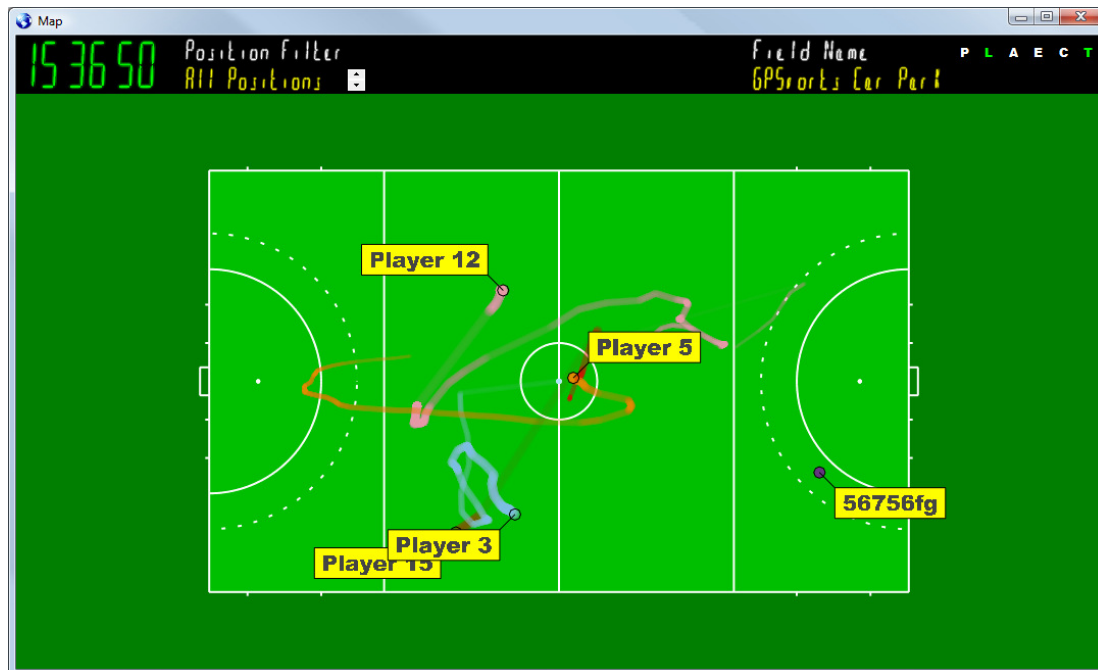 Map
15 36 50
Position Filter
All Positions
Field Name
GPSports Car Park
P L A E C T
Player 12
Player 5
56756fg
Player 3
Player 15